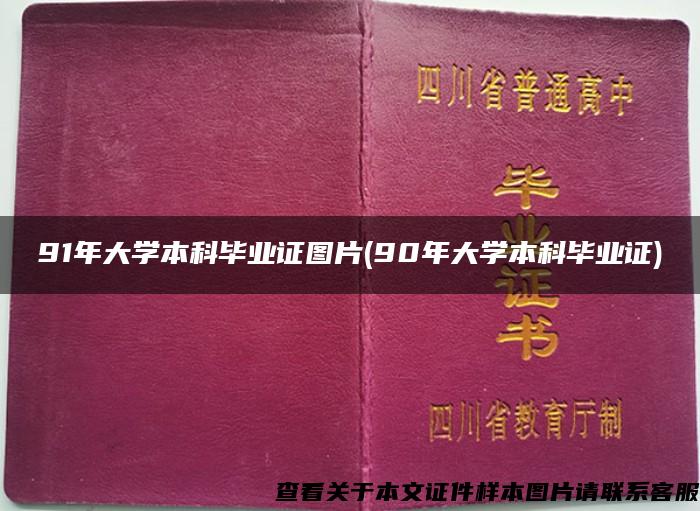 四川省普通高中
毕业证书
91年大学本科毕业证图片(90年大学本科毕业证)
四川省教育厅制
查看关于本文证件样本图片请联系客服